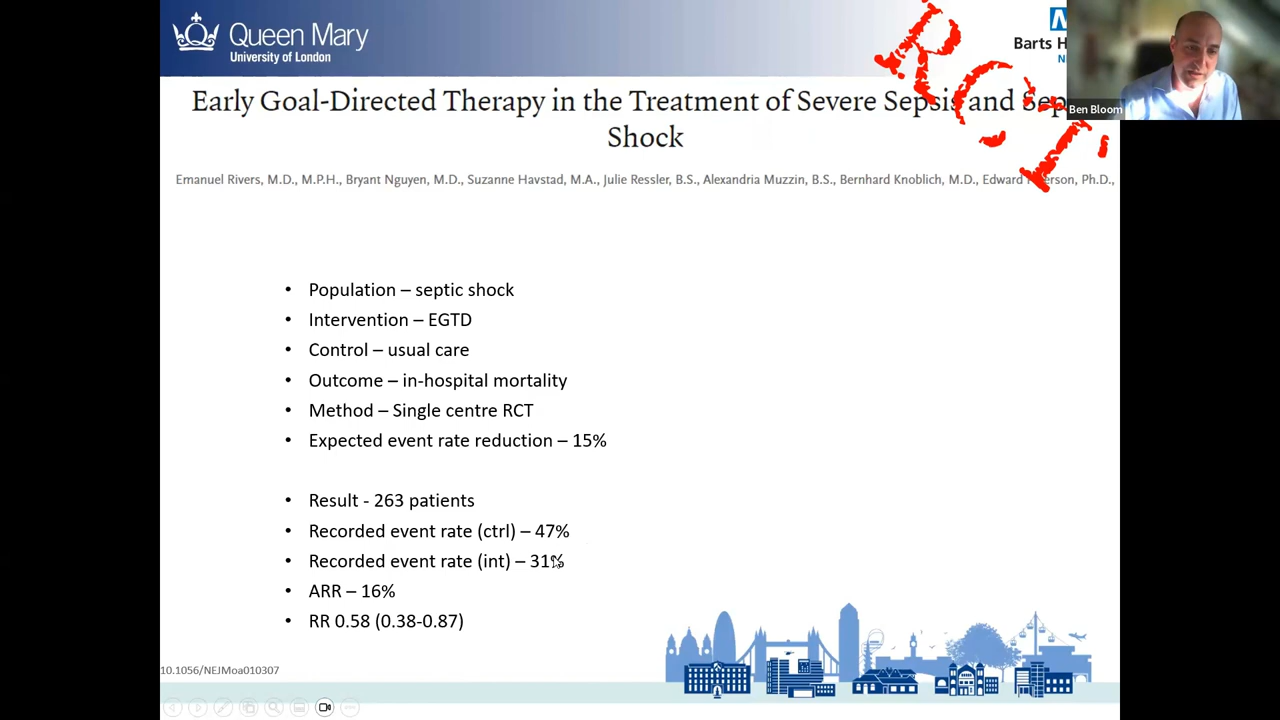 Queen Mary
University of London
Barts H
N
RCT
Ben Bloom
Early Goal-Directed Therapy in the Treatment of Severe Sepsis and Sep
Shock
Emanuel Rivers, M.D., M.P.H., Bryant Nguyen, M.D., Suzanne Havstad, M.A., Julie Ressler, B.S., Alexandria Muzzin, B.S., Bernhard Knoblich, M.D., Edward erson, Ph.D.,
• Population – septic shock
• Intervention – EGTD
• Control – usual care
• Outcome – in-hospital mortality
• Method – Single centre RCT
• Expected event rate reduction – 15%
• Result - 263 patients
• Recorded event rate (ctrl) – 47%
• Recorded event rate (int) – 31%
• ARR – 16%
• RR 0.58 (0.38-0.87)
10.1056/NEJMoa010307